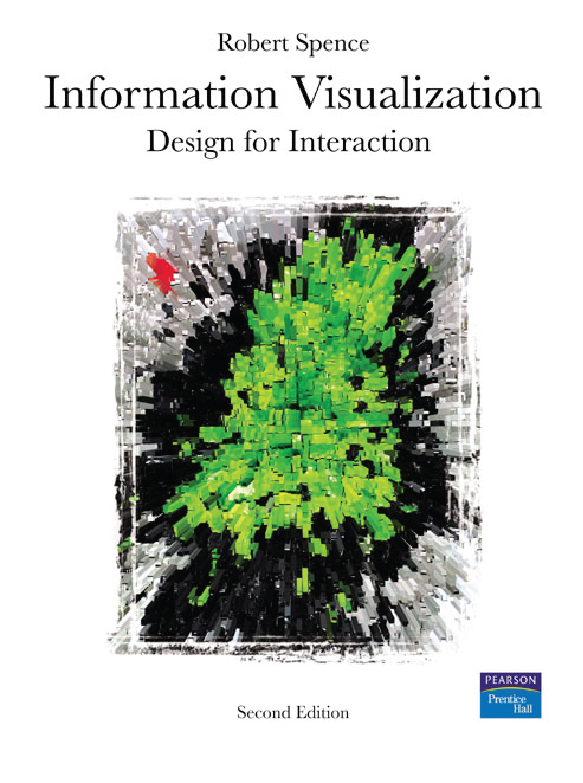 Robert Spence
Information Visualization
Design for Interaction
PEARSON
Prentice
Hall
Second Edition